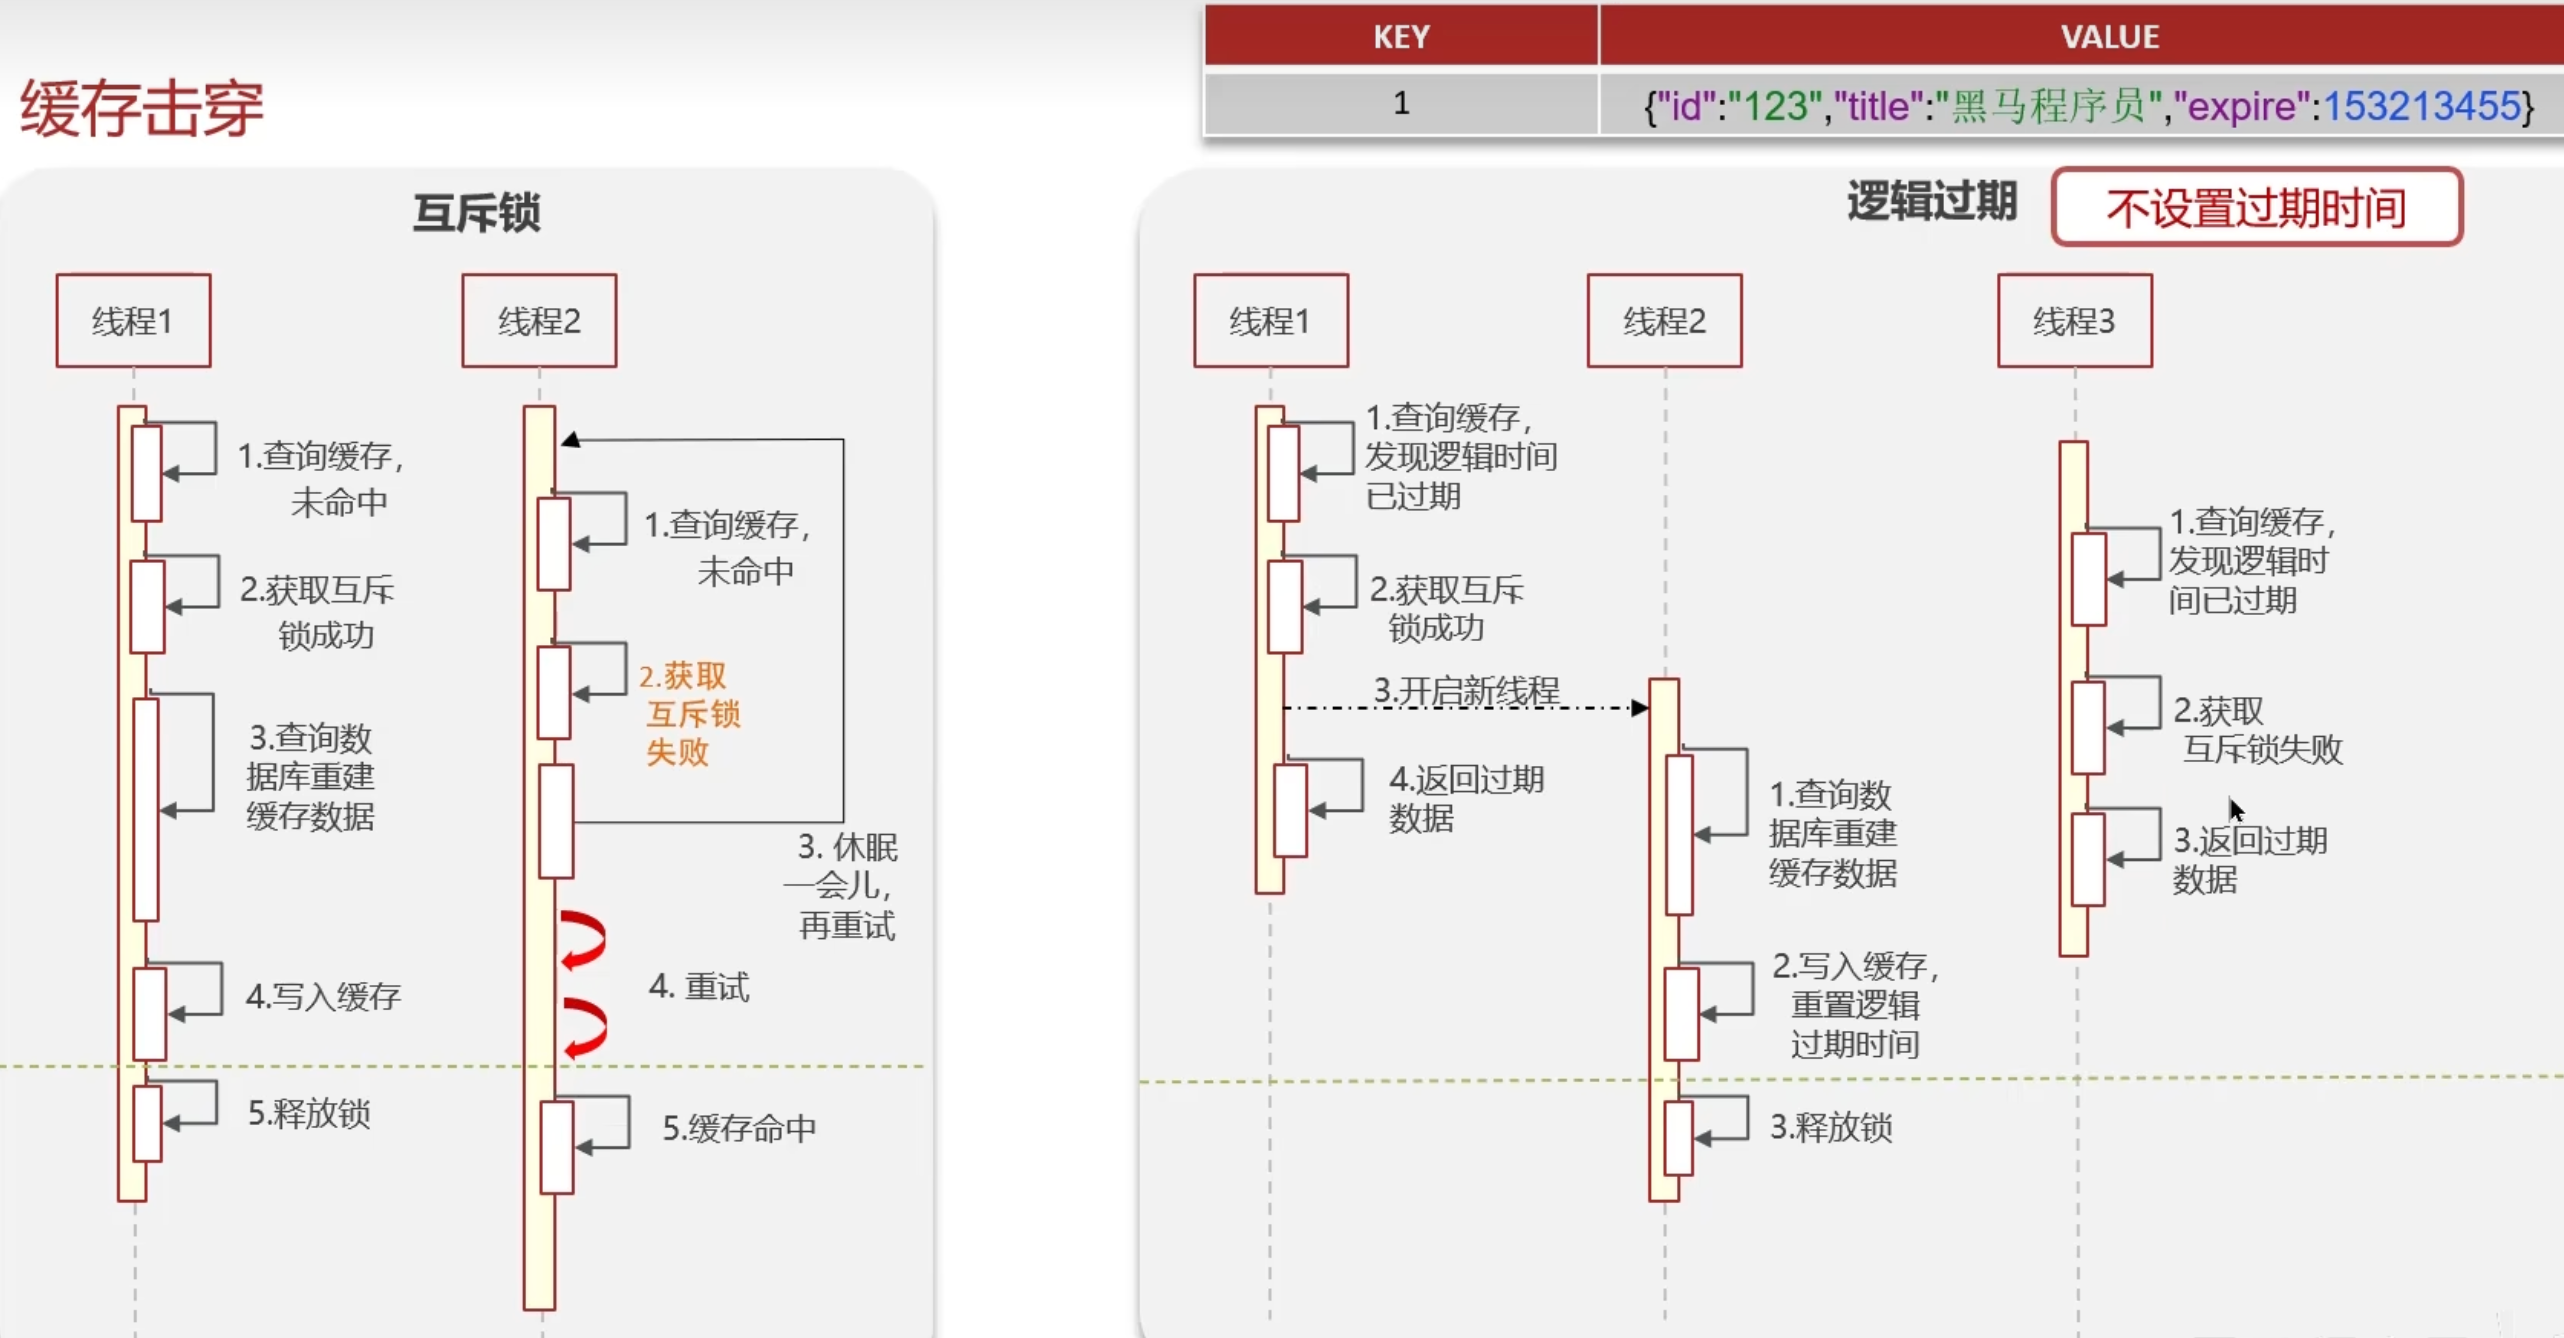 KEY
VALUE
1
{"id":"123","title":"黑马程序员","expire":153213455}
缓存击穿
互斥锁
线程1
线程2
1.查询缓存，
未命中
2.获取互斥
锁成功
3.查询数
据库重建
缓存数据
4.写入缓存
5.释放锁
1.查询缓存，
未命中
2.获取
互斥锁
失败
3. 休眠
一会儿，
再重试
4. 重试
5.缓存命中
逻辑过期
不设置过期时间
线程1
线程2
线程3
1.查询缓存，
发现逻辑时间
已过期
2.获取互斥
锁成功
3.开启新线程
4.返回过期
数据
1.查询数
据库重建
缓存数据
2.写入缓存，
重置逻辑
过期时间
3.释放锁
1.查询缓存，
发现逻辑时
间已过期
2.获取
互斥锁失败
3.返回过期
数据